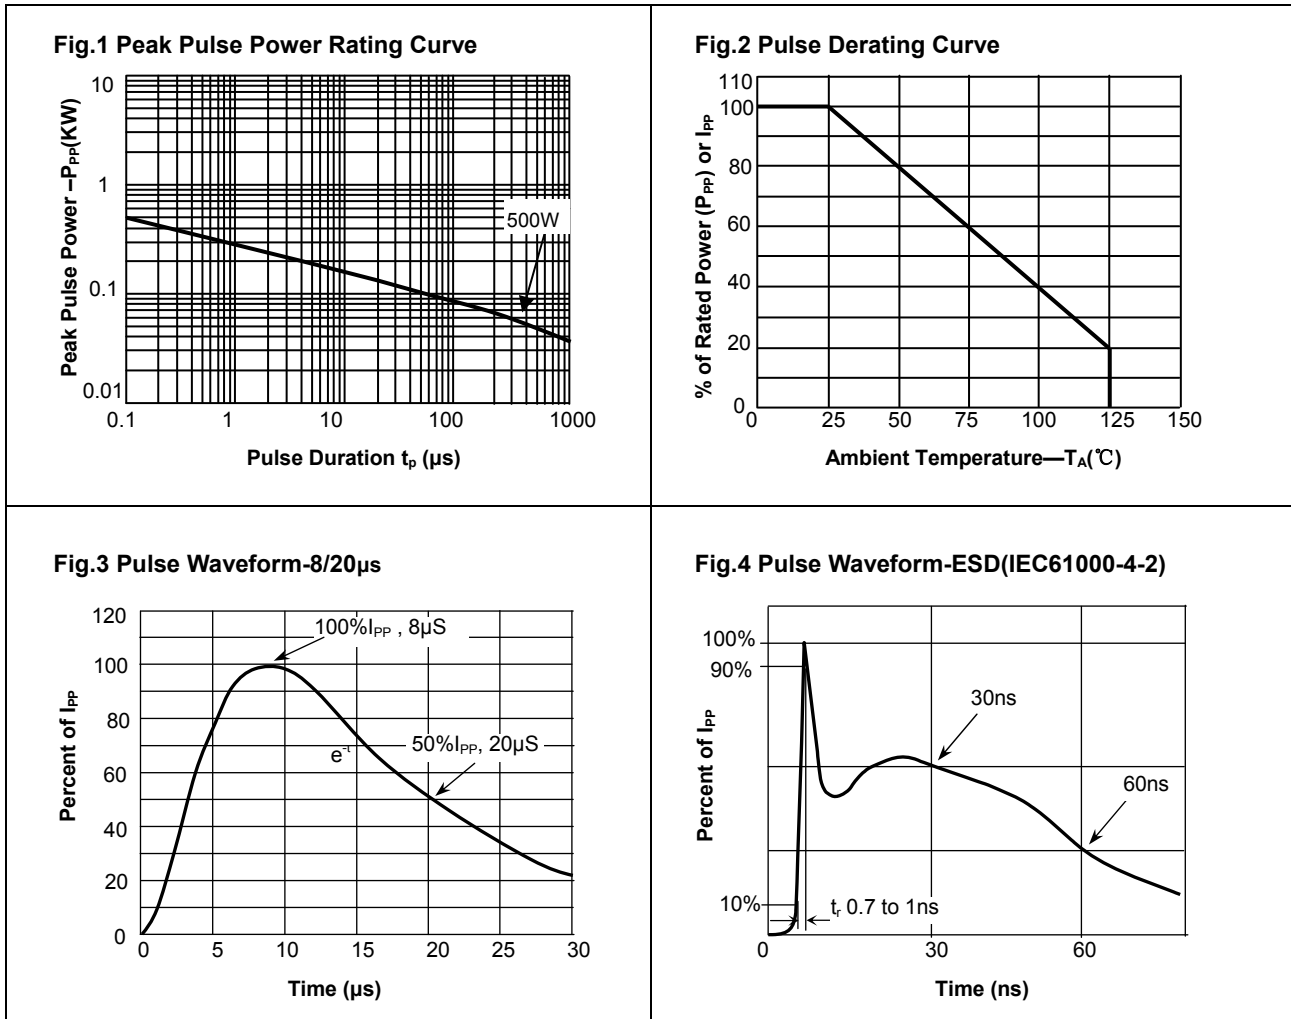 Fig.1 Peak Pulse Power Rating Curve
Peak Pulse Power –PPP(KW)
10
1
0.1
0.01
500W
0.1 1 10 100 1000
Pulse Duration tp (µs)
Fig.2 Pulse Derating Curve
% of Rated Power (PPP) or IPP
110
100
80
60
40
20
0
0 25 50 75 100 125 150
Ambient Temperature—TA(℃)
Fig.3 Pulse Waveform-8/20µs
Percent of IPP
120
100
80
60
40
20
0
100%IPP , 8µS
e-t
50%IPP, 20µS
0 5 10 15 20 25 30
Time (µs)
Fig.4 Pulse Waveform-ESD(IEC61000-4-2)
Percent of IPP
100%
90%
10%
30ns
60ns
tr 0.7 to 1ns
0 30 60
Time (ns)